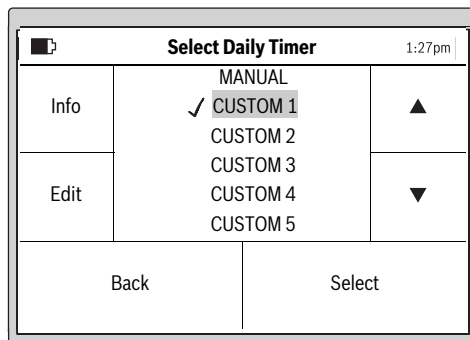 Select Daily Timer 1:27pm
MANUAL
Info ✓ CUSTOM 1 ▲
CUSTOM 2
CUSTOM 3
Edit CUSTOM 4 ▼
CUSTOM 5
Back Select